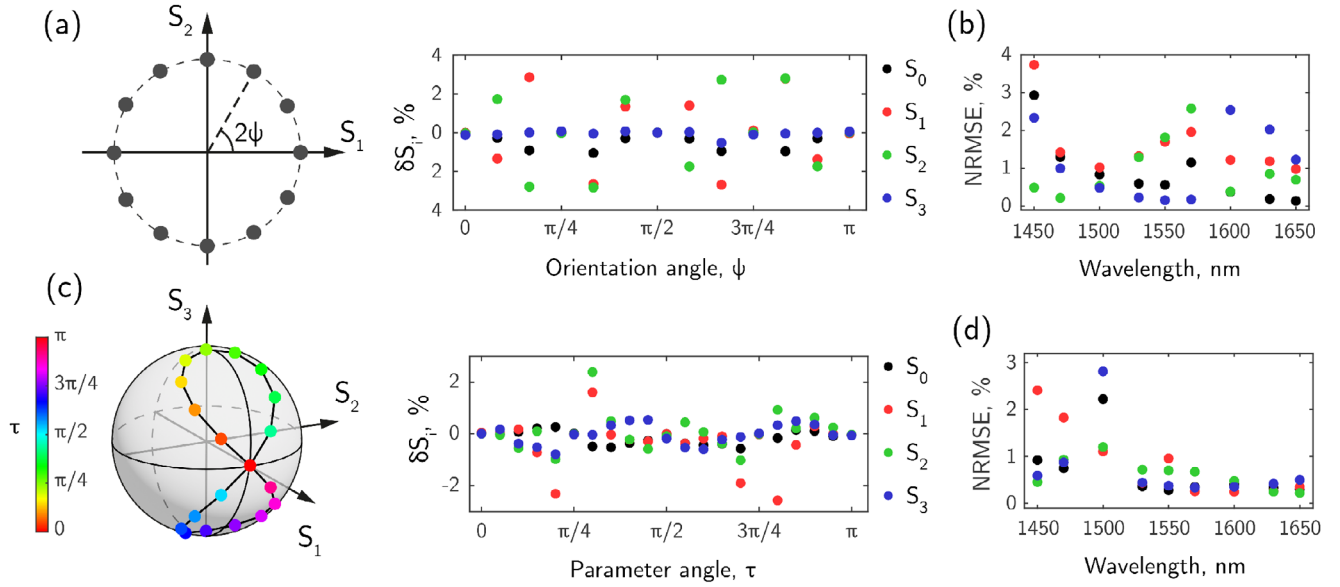 (a)
S₂
S₁
2ψ
δSᵢ, %
4
2
0
2
4
0
π/4
π/2
3π/4
π
Orientation angle, ψ
S₀
S₁
S₂
S₃
(b)
NRMSE, %
4
3
2
1
0
1450
1500
1550
1600
1650
Wavelength, nm
(c)
τ
π
3π/4
π/2
π/4
0
S₃
S₂
S₁
δSᵢ, %
2
0
-2
0
π/4
π/2
3π/4
π
Parameter angle, τ
S₀
S₁
S₂
S₃
(d)
NRMSE, %
3
2
1
0
1450
1500
1550
1600
1650
Wavelength, nm